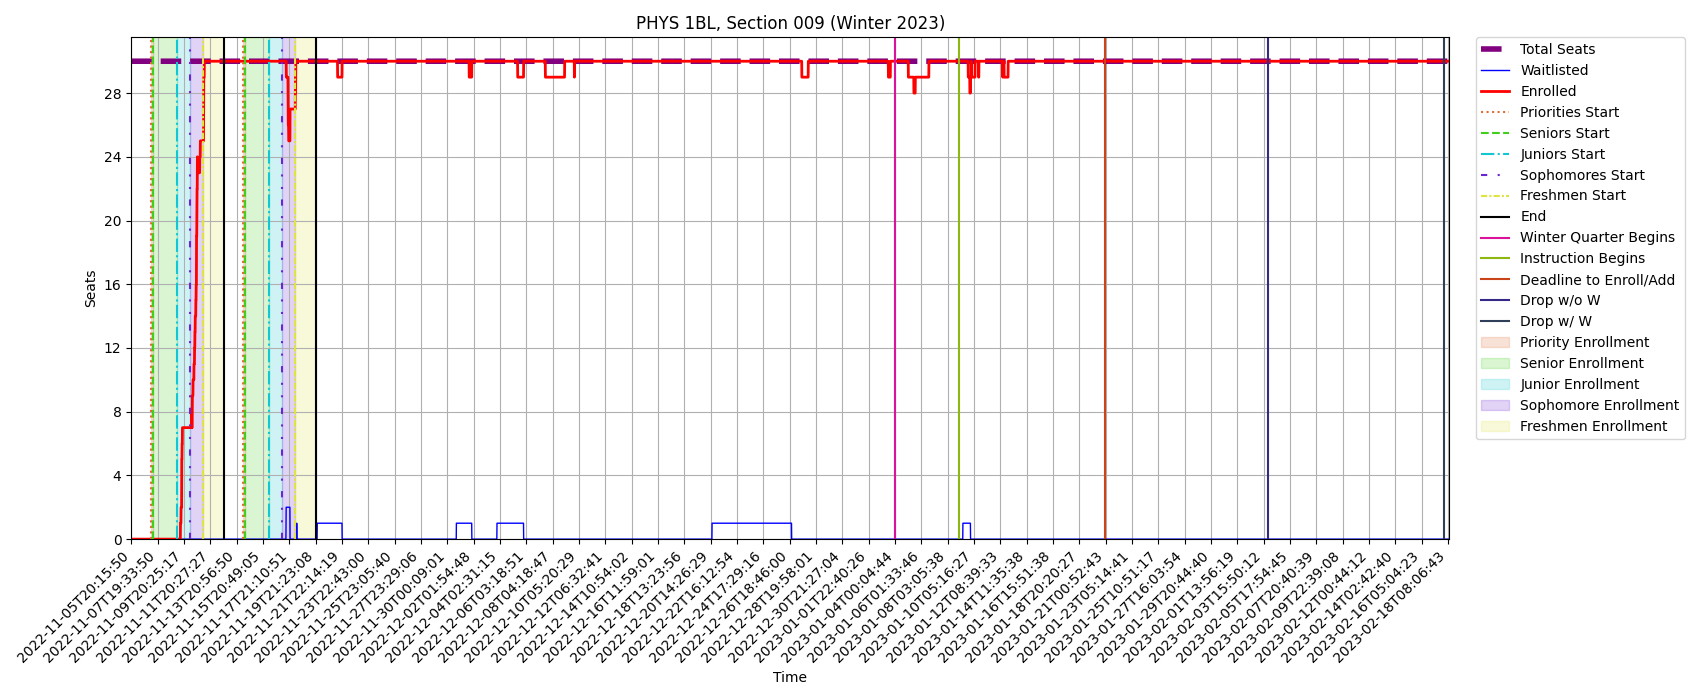 PHYS 1BL, Section 009 (Winter 2023)
Seats
28
24
20
16
12
8
4
0
2022-11-05T20:15:50
2022-11-07T19:33:50
2022-11-09T20:25:17
2022-11-11T20:27:27
2022-11-13T20:56:50
2022-11-15T20:49:05
2022-11-17T21:10:51
2022-11-19T21:23:08
2022-11-21T22:14:19
2022-11-23T22:43:00
2022-11-25T23:05:40
2022-11-27T23:29:06
2022-11-30T00:09:01
2022-12-02T01:54:48
2022-12-04T02:31:15
2022-12-06T03:18:51
2022-12-08T04:18:47
2022-12-10T05:20:29
2022-12-12T06:32:41
2022-12-14T10:54:02
2022-12-16T11:59:01
2022-12-18T13:23:56
2022-12-20T14:26:29
2022-12-22T16:12:54
2022-12-24T17:29:16
2022-12-26T18:46:00
2022-12-28T19:58:01
2022-12-30T21:27:04
2023-01-01T22:40:26
2023-01-04T00:04:44
2023-01-06T01:33:46
2023-01-08T03:05:38
2023-01-10T05:16:27
2023-01-12T08:39:33
2023-01-14T11:35:38
2023-01-16T15:51:38
2023-01-18T20:20:27
2023-01-21T00:52:43
2023-01-23T05:14:41
2023-01-25T10:51:17
2023-01-27T16:03:54
2023-01-29T20:44:40
2023-02-01T13:56:19
2023-02-03T15:50:12
2023-02-05T17:54:45
2023-02-07T20:40:39
2023-02-09T22:39:08
2023-02-12T00:44:12
2023-02-14T02:42:40
2023-02-16T05:04:23
2023-02-18T08:06:43
Time
Total Seats
Waitlisted
Enrolled
Priorities Start
Seniors Start
Juniors Start
Sophomores Start
Freshmen Start
End
Winter Quarter Begins
Instruction Begins
Deadline to Enroll/Add
Drop w/o W
Drop w/ W
Priority Enrollment
Senior Enrollment
Junior Enrollment
Sophomore Enrollment
Freshmen Enrollment